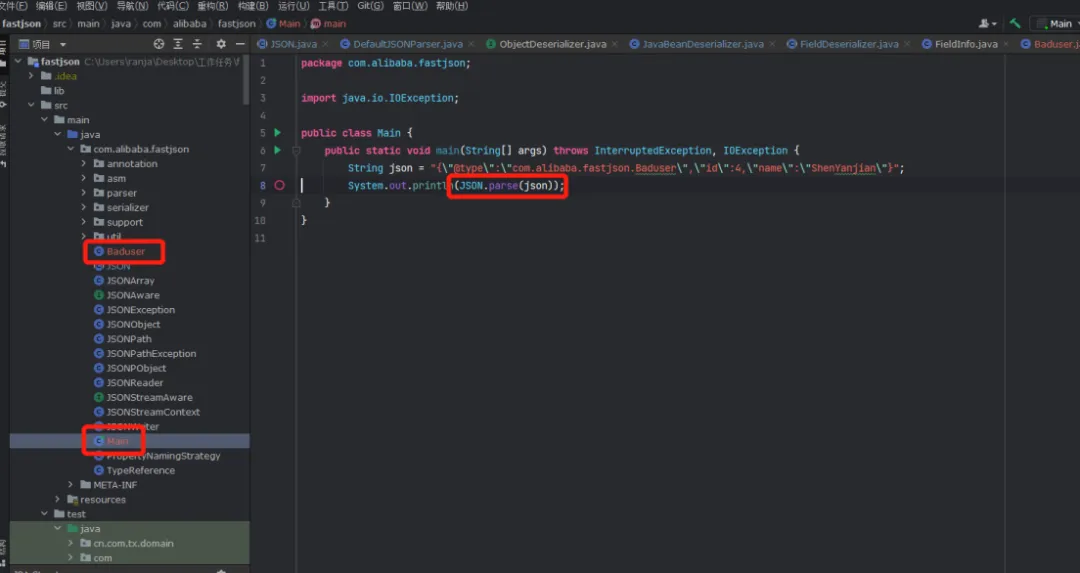 文件(F) 编辑(E) 视图(V) 导航(N) 代码(C) 重构(R) 构建(B) 运行(U) 工具(T) Git(G) 窗口(W) 帮助(H)
fastjson > src > main > java > com > alibaba > fastjson > Main > main
Main
项目
JSON.java
DefaultJSONParser.java
ObjectDeserializer.java
JavaBeanDeserializer.java
FieldDeserializer.java
FieldInfo.java
Baduser.j
fastjson C:\Users\ranja\Desktop\工作任务\
.idea
lib
src
main
java
com.alibaba.fastjson
annotation
asm
parser
serializer
support
util
Baduser
JSON
JSONArray
JSONAware
JSONException
JSONObject
JSONPath
JSONPathException
JSONPObject
JSONReader
JSONStreamAware
JSONStreamContext
JSONWriter
Main
PropertyNamingStrategy
TypeReference
META-INF
resources
test
java
cn.com.tx.domain
com
1 package com.alibaba.fastjson;
2
3 import java.io.IOException;
4
5 public class Main {
6 public static void main(String[] args) throws InterruptedException, IOException {
7 String json = "{\"@type\":\"com.alibaba.fastjson.Baduser\",\"id\":4,\"name\":\"ShenYanjian\"}";
8 System.out.println(JSON.parse(json));
9 }
10 }
11